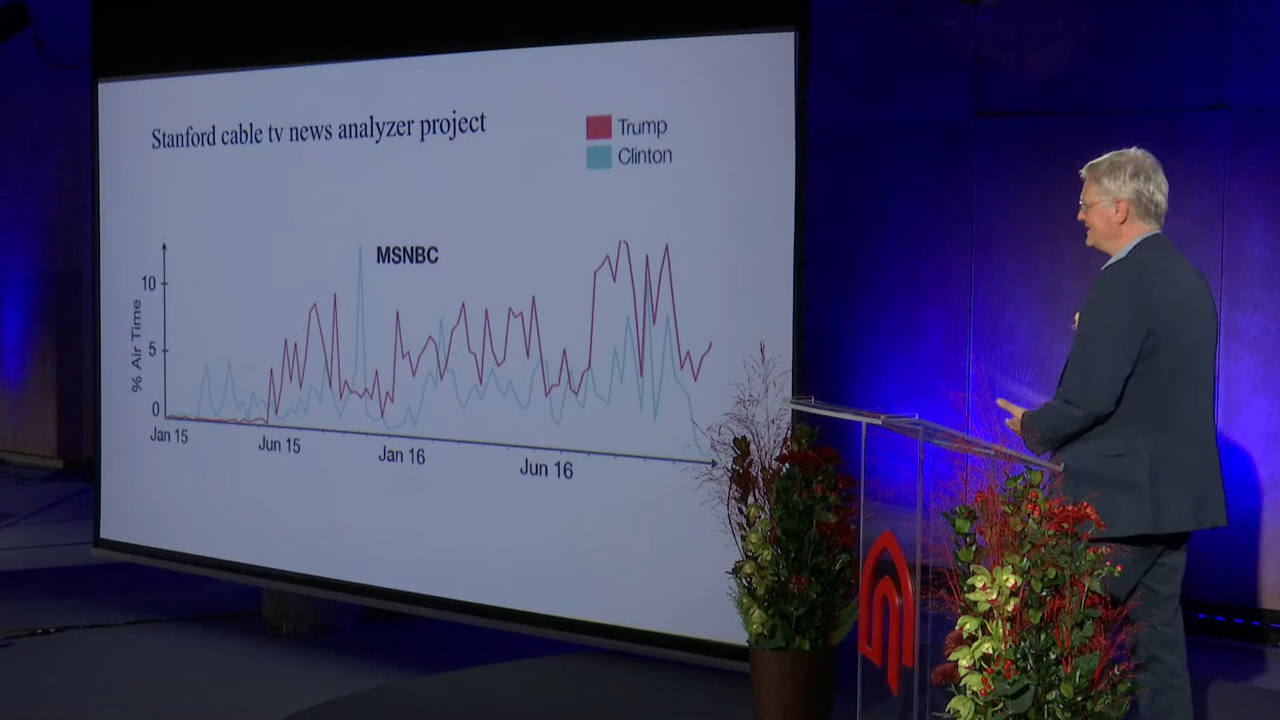 Stanford cable tv news analyzer project
Trump
Clinton
MSNBC
% Air Time
10
5
0
Jan 15
Jun 15
Jan 16
Jun 16